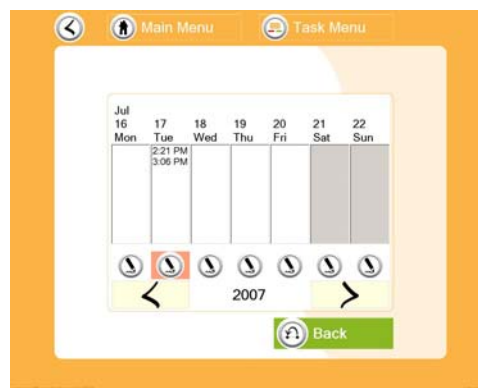 Main Menu Task Menu
Jul
16 17 18 19 20 21 22
Mon Tue Wed Thu Fri Sat Sun
2:21 PM
3:06 PM
2007
Back